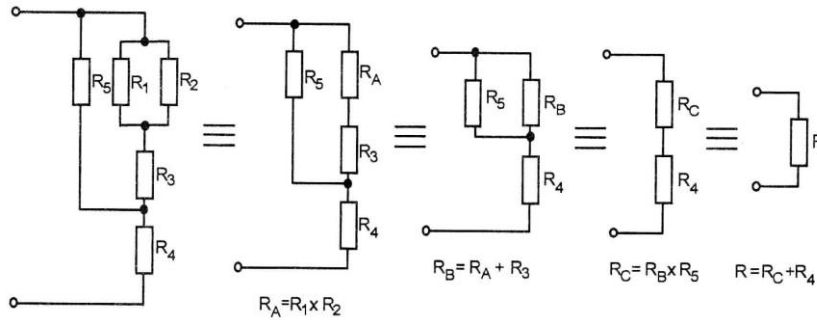 R5 R1 R2
R3
R4
R5 RA
R3
R4
RA=R1 x R2
R5 RB
R4
RB=RA + R3
RC
R4
RC=RB x R5
R
R=RC+R4